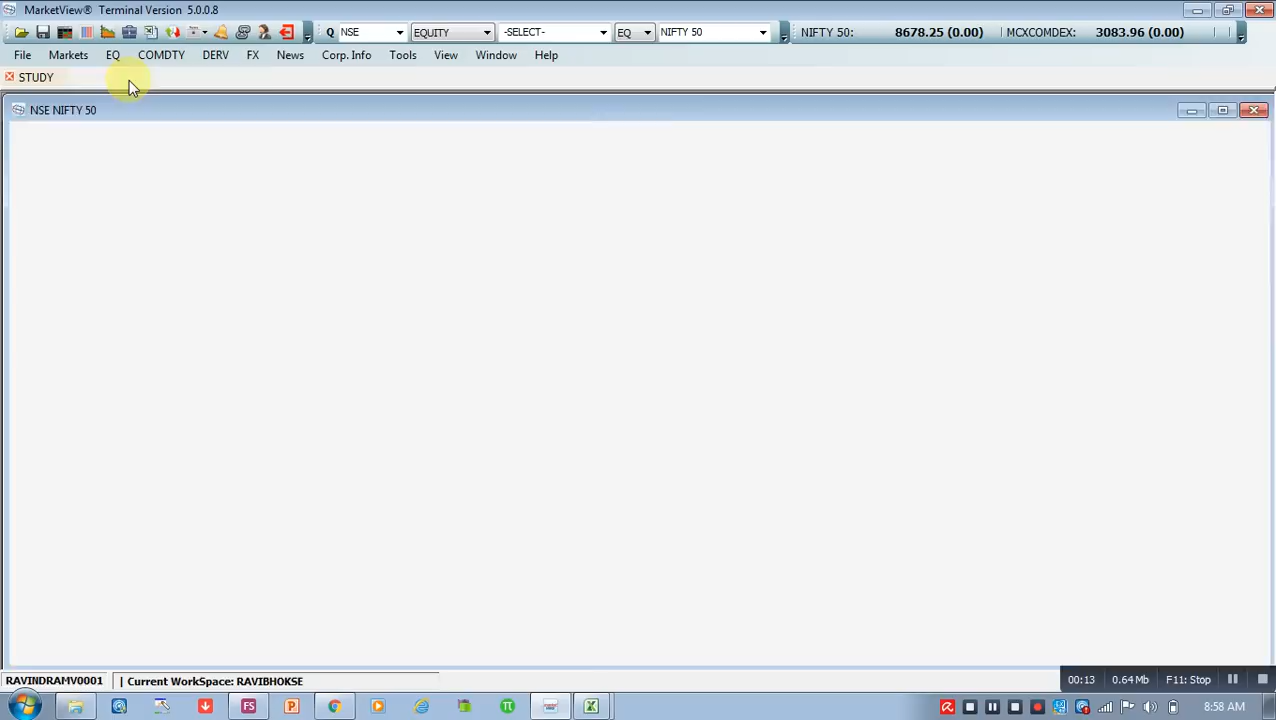 MarketView® Terminal Version 5.0.0.8
Q NSE EQUITY -SELECT- EQ NIFTY 50 NIFTY 50: 8678.25 (0.00) MCXCOMDEX: 3083.96 (0.00)
File Markets EQ COMDTY DERV FX News Corp. Info Tools View Window Help
STUDY
NSE NIFTY 50
RAVINDRAMV0001 | Current WorkSpace: RAVIBHOKSE
00:13 0.64 Mb F11: Stop
8:58 AM